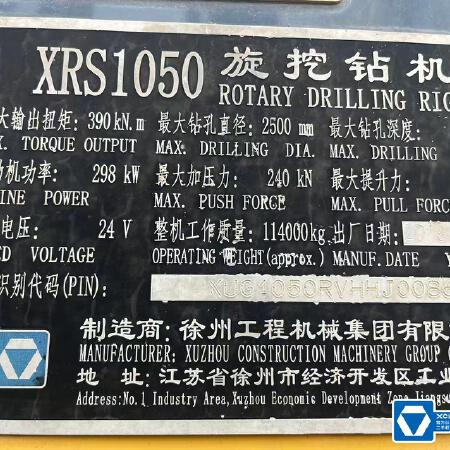 XRS1050 旋挖钻机
ROTARY DRILLING RIG
大输出扭矩: 390kN.m 最大钻孔直径: 2500 mm 最大钻孔深度:
TORQUE OUTPUT MAX. DRILLING DIA. MAX. DRILLING
机功率: 298 kW 最大加压力: 240 kN 最大提升力:
POWER MAX. PUSH FORCE MAX. PULL FORC
电压: 24 V 整机工作质量: 114000kg 出厂日期:
VOLTAGE OPERATING WEIGHT(approx.) MANUF. DATE
识别代码(PIN):
制造商: 徐州工程机械集团有限
MANUFACTURER: XUZHOU CONSTRUCTION MACHINERY GROUP
地 址: 江苏省徐州市经济开发区工业
Address:No.1 Industry Area,Xuzhou Economic Development Zone,Jiangsu